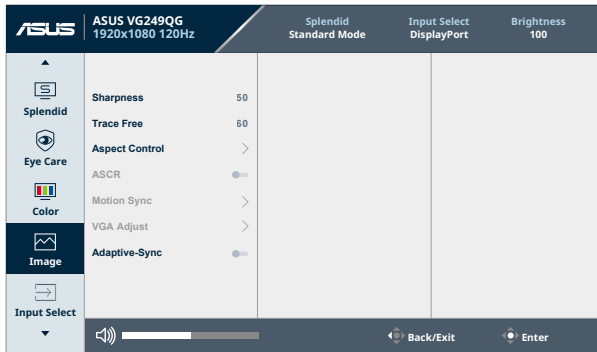 ASUS
ASUS VG249QG
1920x1080 120Hz
Splendid
Standard Mode
Input Select
DisplayPort
Brightness
100
Splendid
Eye Care
Color
Image
Input Select
Sharpness 50
Trace Free 60
Aspect Control
ASCR
Motion Sync
VGA Adjust
Adaptive-Sync
Back/Exit
Enter